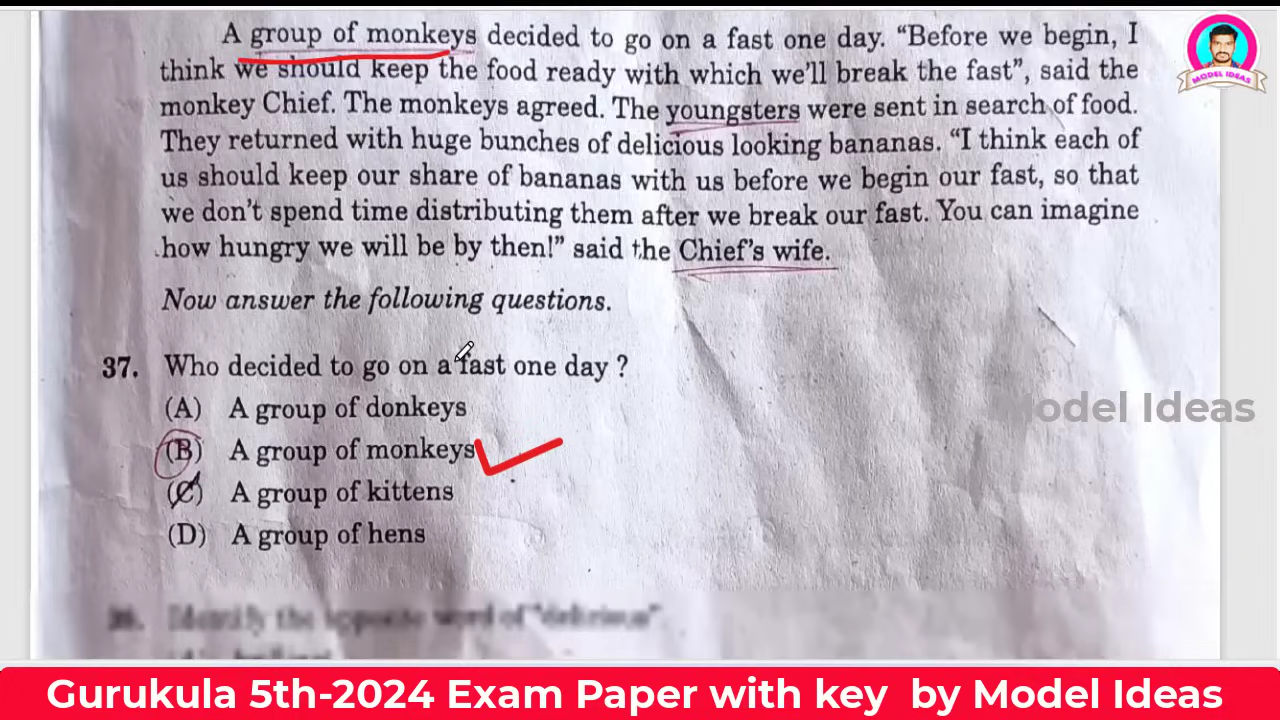 A group of monkeys decided to go on a fast one day. “Before we begin, I
think we should keep the food ready with which we’ll break the fast”, said the
monkey Chief. The monkeys agreed. The youngsters were sent in search of food.
They returned with huge bunches of delicious looking bananas. “I think each of
us should keep our share of bananas with us before we begin our fast, so that
we don’t spend time distributing them after we break our fast. You can imagine
how hungry we will be by then!” said the Chief’s wife.
Now answer the following questions.
37. Who decided to go on a fast one day ?
(A) A group of donkeys
(B) A group of monkeys
(C) A group of kittens
(D) A group of hens
Identify the opposite word of
MODEL IDEAS
Model Ideas
Gurukula 5th-2024 Exam Paper with key by Model Ideas